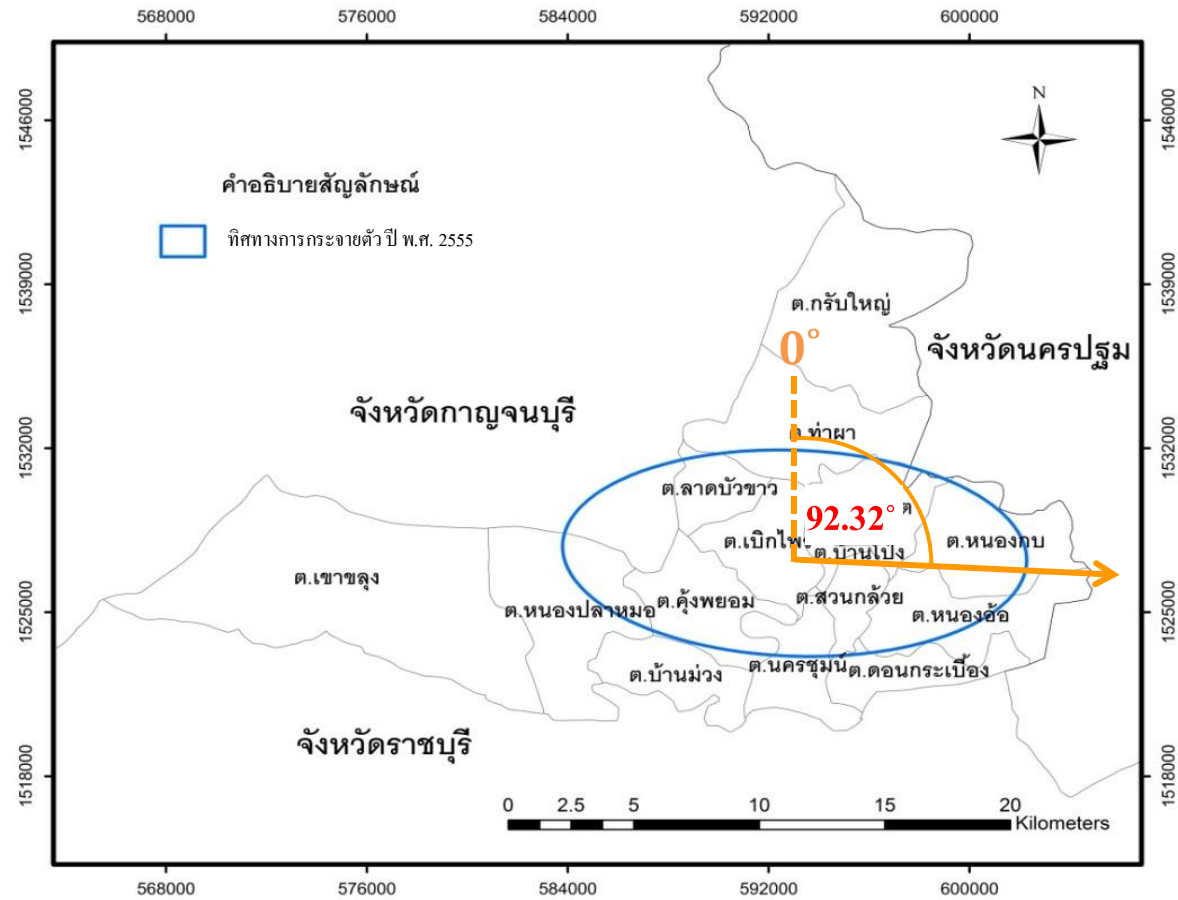 568000
576000
584000
592000
600000
1546000
1546000
N
คำอธิบายสัญลักษณ์
ทิศทางการกระจายตัว ปี พ.ศ. 2555
1539000
1539000
ต.กรับใหญ่
0°
จังหวัดนครปฐม
จังหวัดกาญจนบุรี
ต.ท่าผา
1532000
1532000
ต.ลาดบัวขาว
92.32°
ต.หนองกบ
ต.บ้านโป่ง
ต.เขาขลุง
ต.คุ้งพยอม
ต.สวนกล้วย
ต.หนองปลาหมอ
ต.หนองอ้อ
1525000
1525000
ต.บ้านม่วง
ต.นครชุมน์
ต.ดอนกระเบื้อง
จังหวัดราชบุรี
1518000
1518000
0 2.5 5 10 15 20
Kilometers
568000
576000
584000
592000
600000